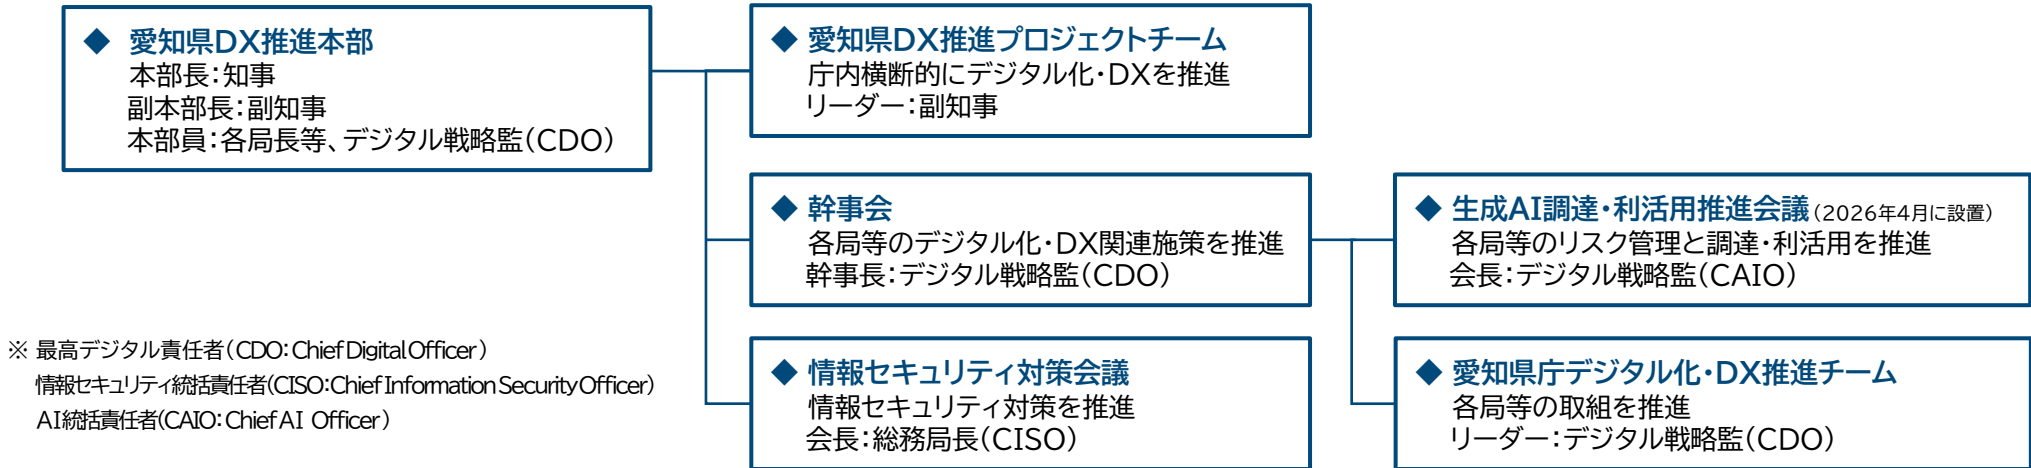 ◆ 愛知県DX推進本部
本部長：知事
副本部長：副知事
本部員：各局長等、デジタル戦略監（CDO）
◆ 愛知県DX推進プロジェクトチーム
庁内横断的にデジタル化・DXを推進
リーダー：副知事
◆ 幹事会
各局等のデジタル化・DX関連施策を推進
幹事長：デジタル戦略監（CDO）
◆ 生成AI調達・利活用推進会議（2026年4月に設置）
各局等のリスク管理と調達・利活用を推進
会長：デジタル戦略監（CAIO）
◆ 情報セキュリティ対策会議
情報セキュリティ対策を推進
会長：総務局長（CISO）
◆ 愛知県庁デジタル化・DX推進チーム
各局等の取組を推進
リーダー：デジタル戦略監（CDO）
※ 最高デジタル責任者（CDO：Chief Digital Officer）
情報セキュリティ統括責任者（CISO：Chief Information Security Officer）
AI統括責任者（CAIO：Chief AI Officer）